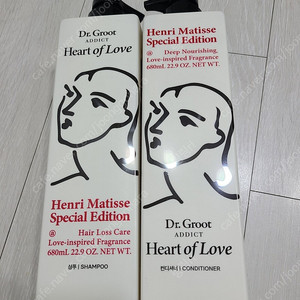 Dr. Groot
ADDICT
Heart of Love
Henri Matisse
Special Edition
@
Hair Loss Care
Love-inspired Fragrance
680ml 22.9 OZ. NET WT.
샴푸 | SHAMPOO
Henri Matisse
Special Edition
@
Deep Nourishing,
Love-inspired Fragrance
680ml 22.9 OZ. NET WT.
Dr. Groot
ADDICT
Heart of Love
컨디셔너 | CONDITIONER